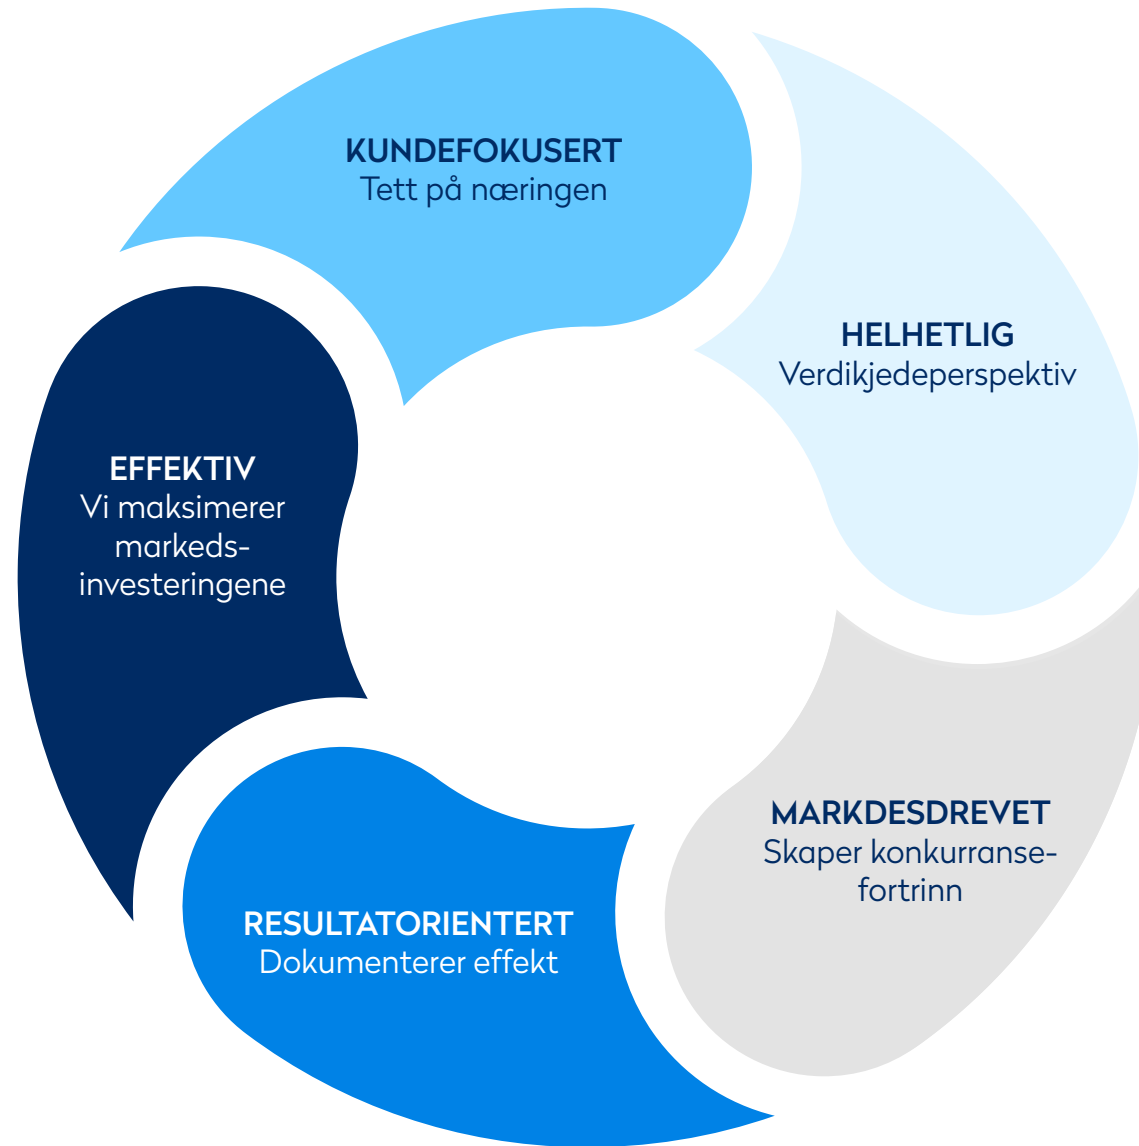 KUNDEFOKUSERT
Tett på næringen
HELHETLIG
Verdikjedeperspektiv
MARKDESDREVET
Skaper konkurranse-
fortrinn
RESULTATORIENTERT
Dokumenterer effekt
EFFEKTIV
Vi maksimerer
markeds-
investeringene